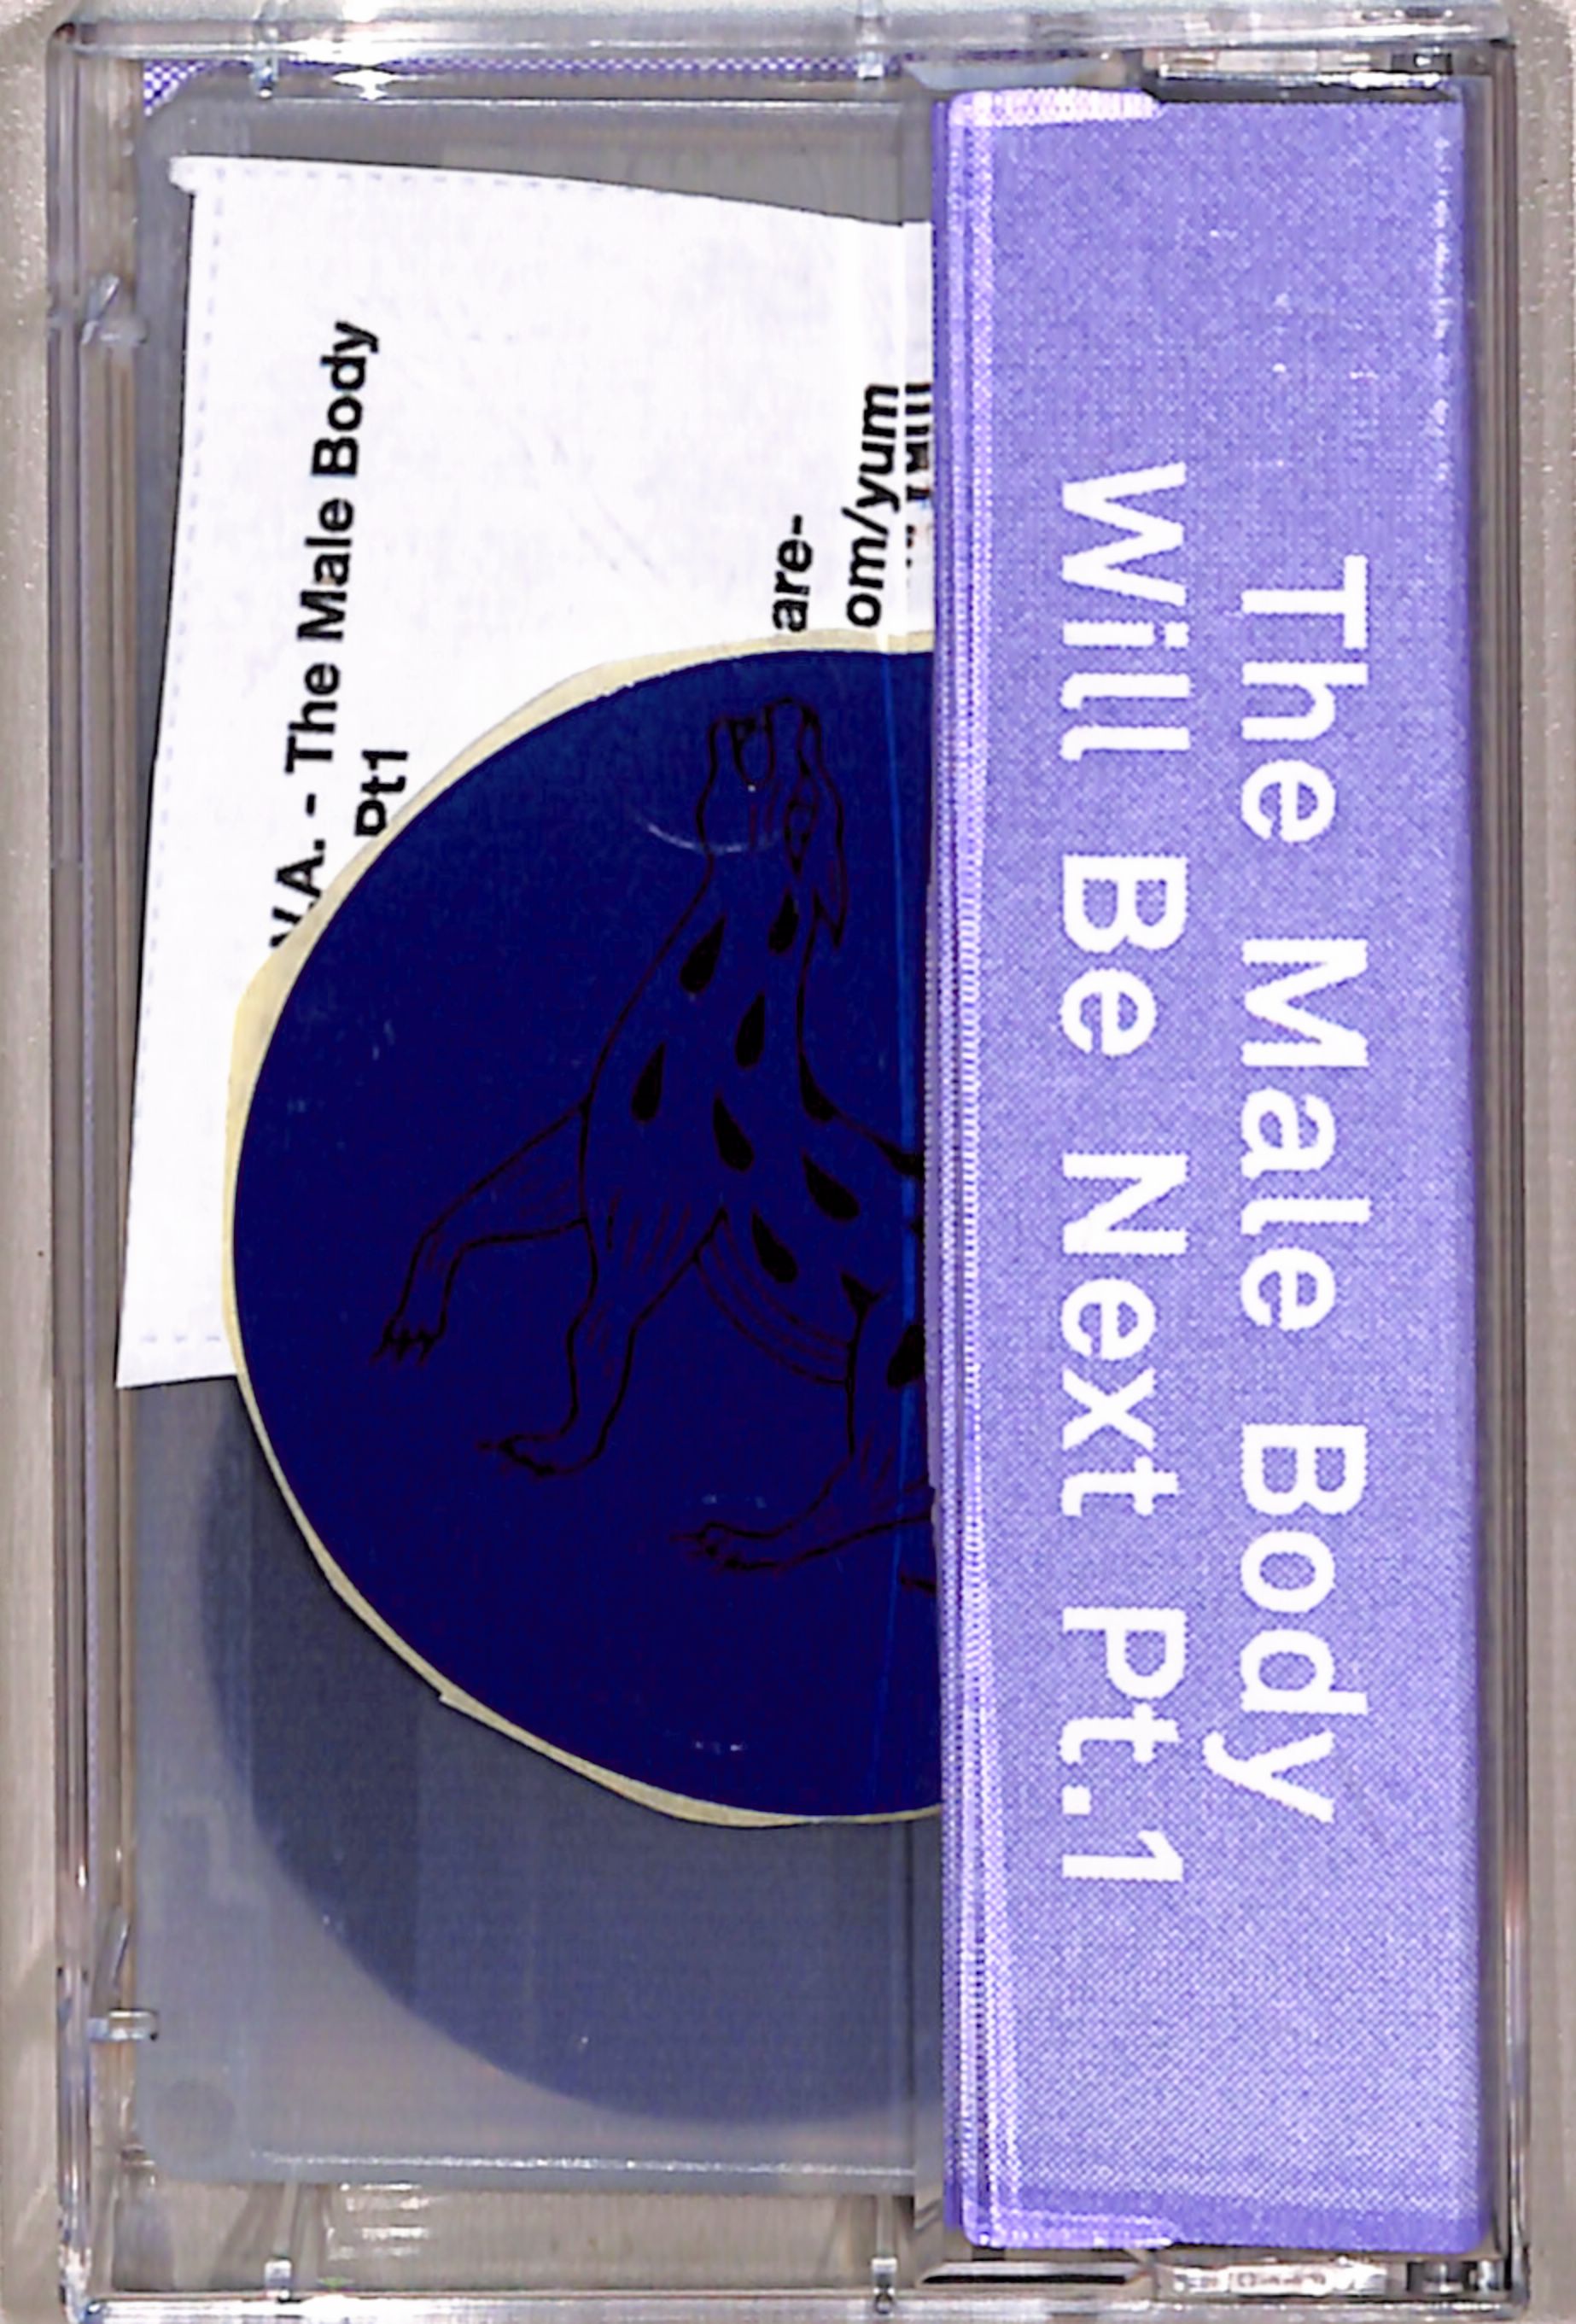 The Male Body
Will Be Next Pt.1
V.A. - The Male Body
Pt1
are-
om/yum